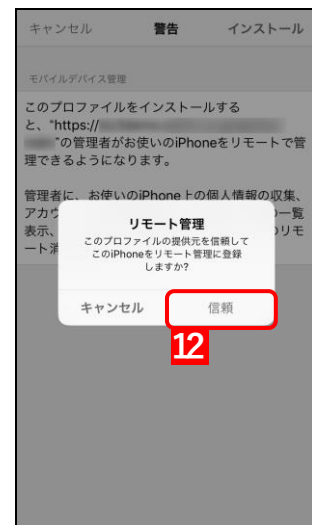 キャンセル 警告 インストール
モバイルデバイス管理
このプロファイルをインストールする
と、"https://
"の管理者がお使いのiPhoneをリモートで管
理できるようになります。
管理者に、お使いのiPhone上の個人情報の収集、
アカウ
一覧
表示、
リモ
ート消
リモート管理
このプロファイルの提供元を信頼して
このiPhoneをリモート管理に登録
しますか?
キャンセル 信頼
12